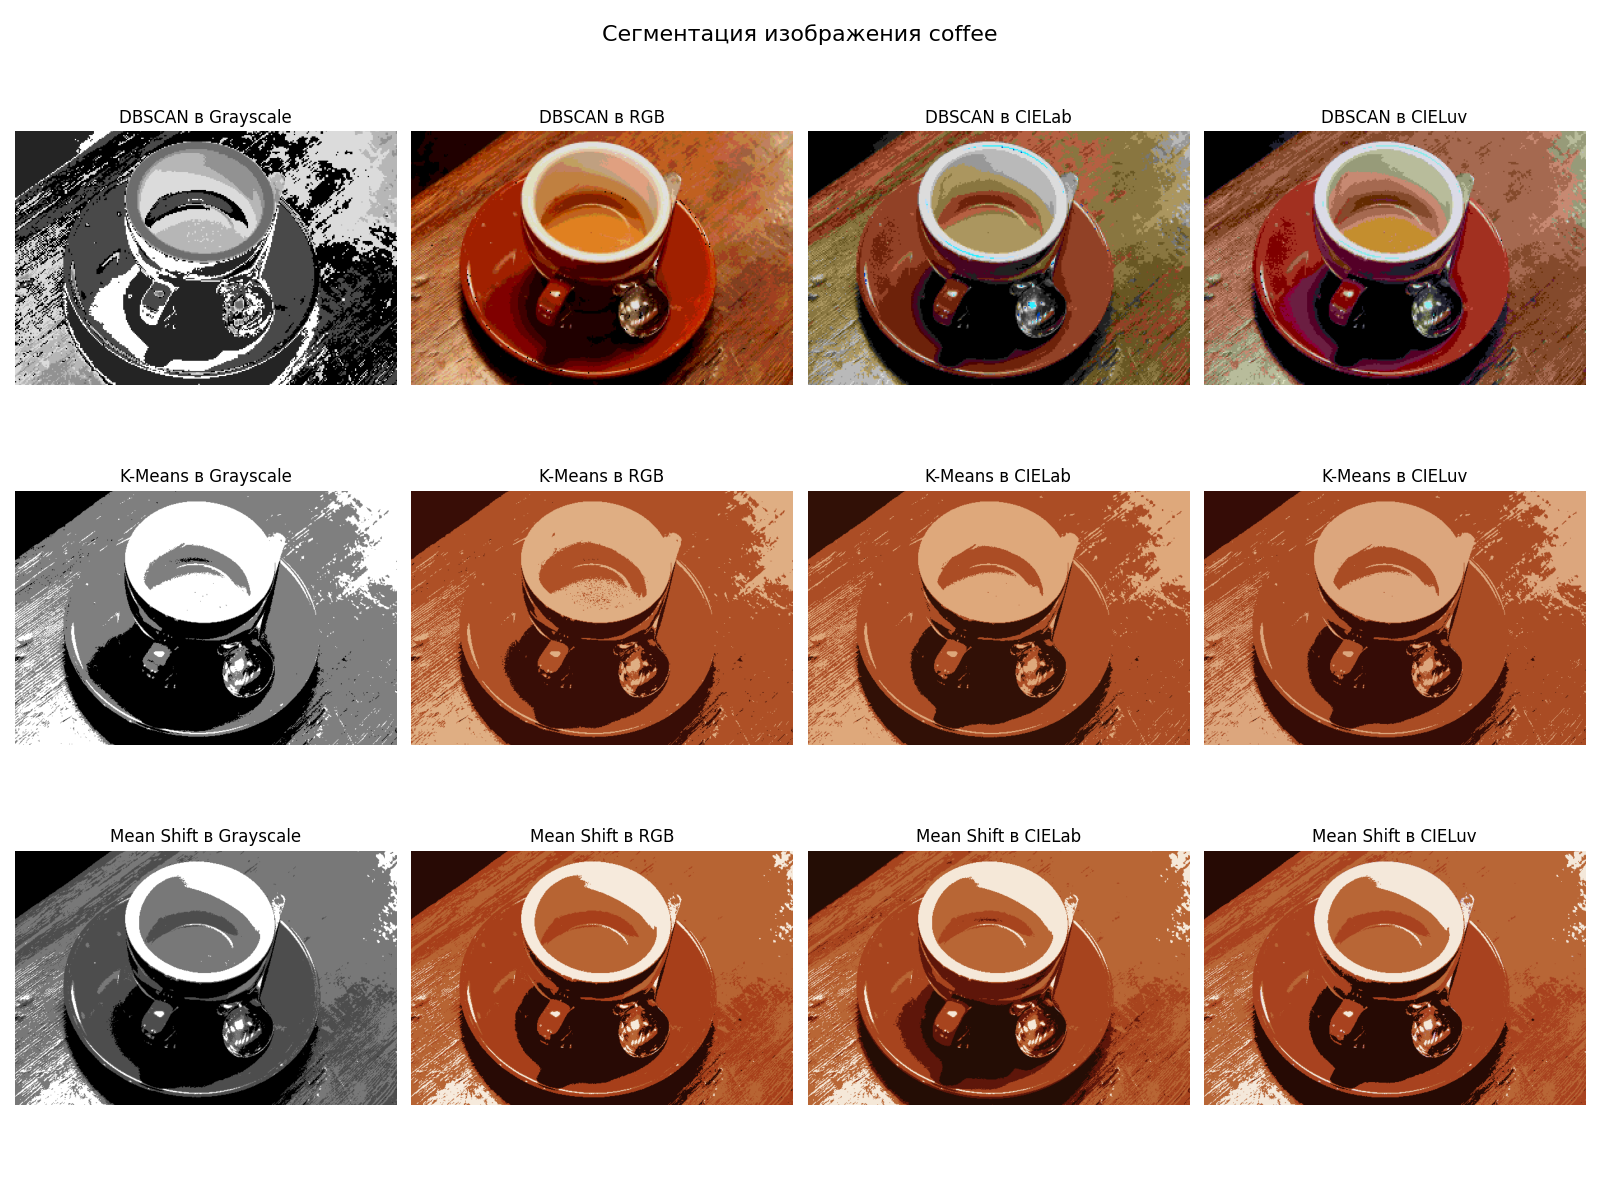 Сегментация изображения coffee
DBSCAN в Grayscale
DBSCAN в RGB
DBSCAN в CIELab
DBSCAN в CIELuv
K-Means в Grayscale
K-Means в RGB
K-Means в CIELab
K-Means в CIELuv
Mean Shift в Grayscale
Mean Shift в RGB
Mean Shift в CIELab
Mean Shift в CIELuv